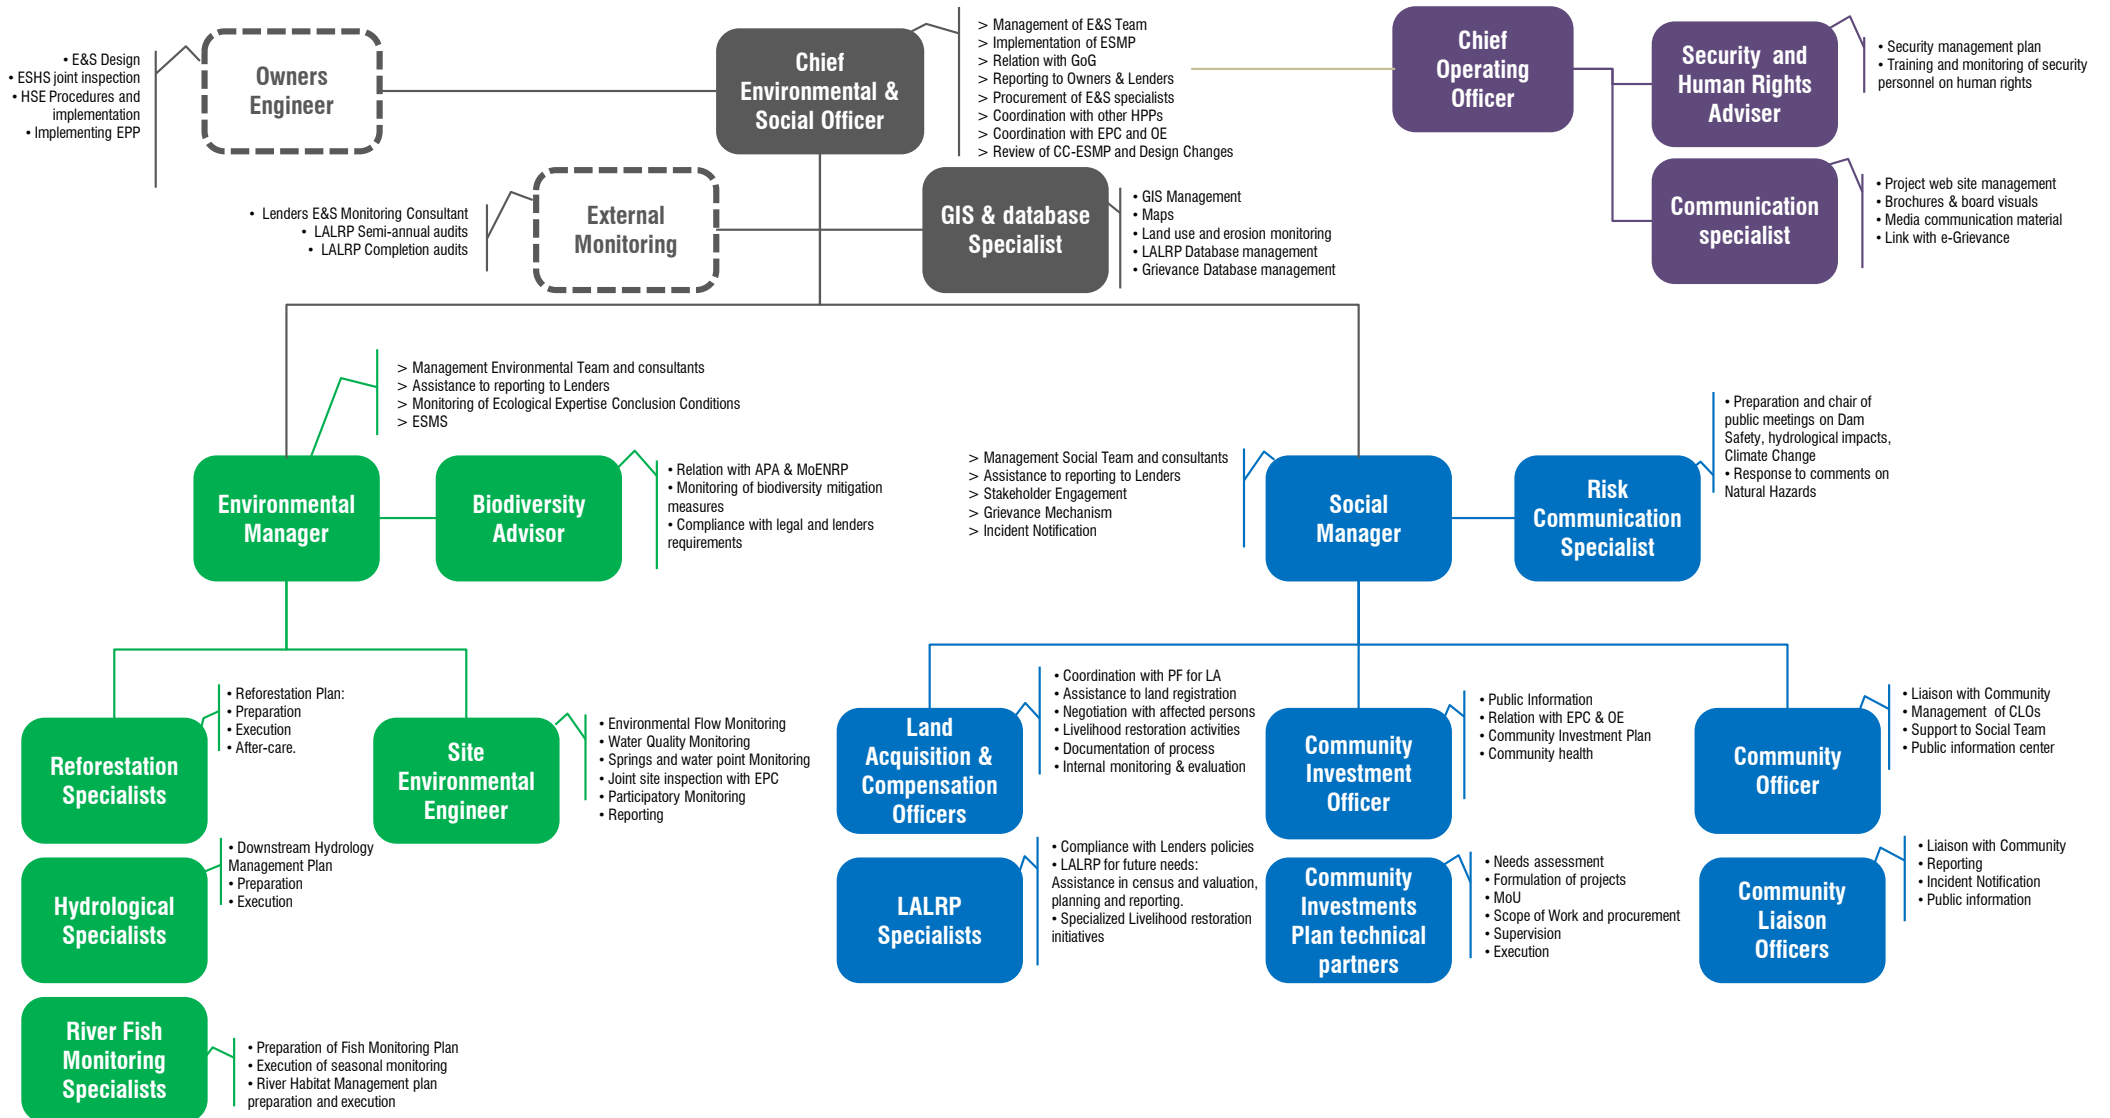 • E&S Design
• ESHS joint inspection
• HSE Procedures and
implementation
• Implementing EPP
Owners
Engineer
Chief
Environmental &
Social Officer
> Management of E&S Team
> Implementation of ESMP
> Relation with GoG
> Reporting to Owners & Lenders
> Procurement of E&S specialists
> Coordination with other HPPs
> Coordination with EPC and OE
> Review of CC-ESMP and Design Changes
Chief
Operating
Officer
Security and
Human Rights
Adviser
• Security management plan
• Training and monitoring of security
personnel on human rights
• Lenders E&S Monitoring Consultant
• LALRP Semi-annual audits
• LALRP Completion audits
External
Monitoring
GIS & database
Specialist
• GIS Management
• Maps
• Land use and erosion monitoring
• LALRP Database management
• Grievance Database management
Communication
specialist
• Project web site management
• Brochures & board visuals
• Media communication material
• Link with e-Grievance
> Management Environmental Team and consultants
> Assistance to reporting to Lenders
> Monitoring of Ecological Expertise Conclusion Conditions
> ESMS
Environmental
Manager
Biodiversity
Advisor
• Relation with APA & MoENRP
• Monitoring of biodiversity mitigation
measures
• Compliance with legal and lenders
requirements
> Management Social Team and consultants
> Assistance to reporting to Lenders
> Stakeholder Engagement
> Grievance Mechanism
> Incident Notification
Social
Manager
Risk
Communication
Specialist
• Preparation and chair of
public meetings on Dam
Safety, hydrological impacts,
Climate Change
• Response to comments on
Natural Hazards
Reforestation
Specialists
• Reforestation Plan:
• Preparation
• Execution
• After-care.
Site
Environmental
Engineer
• Environmental Flow Monitoring
• Water Quality Monitoring
• Springs and water point Monitoring
• Joint site inspection with EPC
• Participatory Monitoring
• Reporting
Land
Acquisition &
Compensation
Officers
• Coordination with PF for LA
• Assistance to land registration
• Negotiation with affected persons
• Livelihood restoration activities
• Documentation of process
• Internal monitoring & evaluation
Community
Investment
Officer
• Public Information
• Relation with EPC & OE
• Community Investment Plan
• Community health
Community
Officer
• Liaison with Community
• Management of CLOs
• Support to Social Team
• Public information center
Hydrological
Specialists
• Downstream Hydrology
Management Plan
• Preparation
• Execution
LALRP
Specialists
• Compliance with Lenders policies
• LALRP for future needs:
Assistance in census and valuation,
planning and reporting.
• Specialized Livelihood restoration
initiatives
Community
Investments
Plan technical
partners
• Needs assessment
• Formulation of projects
• MoU
• Scope of Work and procurement
• Supervision
• Execution
Community
Liaison
Officers
• Liaison with Community
• Reporting
• Incident Notification
• Public information
River Fish
Monitoring
Specialists
• Preparation of Fish Monitoring Plan
• Execution of seasonal monitoring
• River Habitat Management plan
preparation and execution